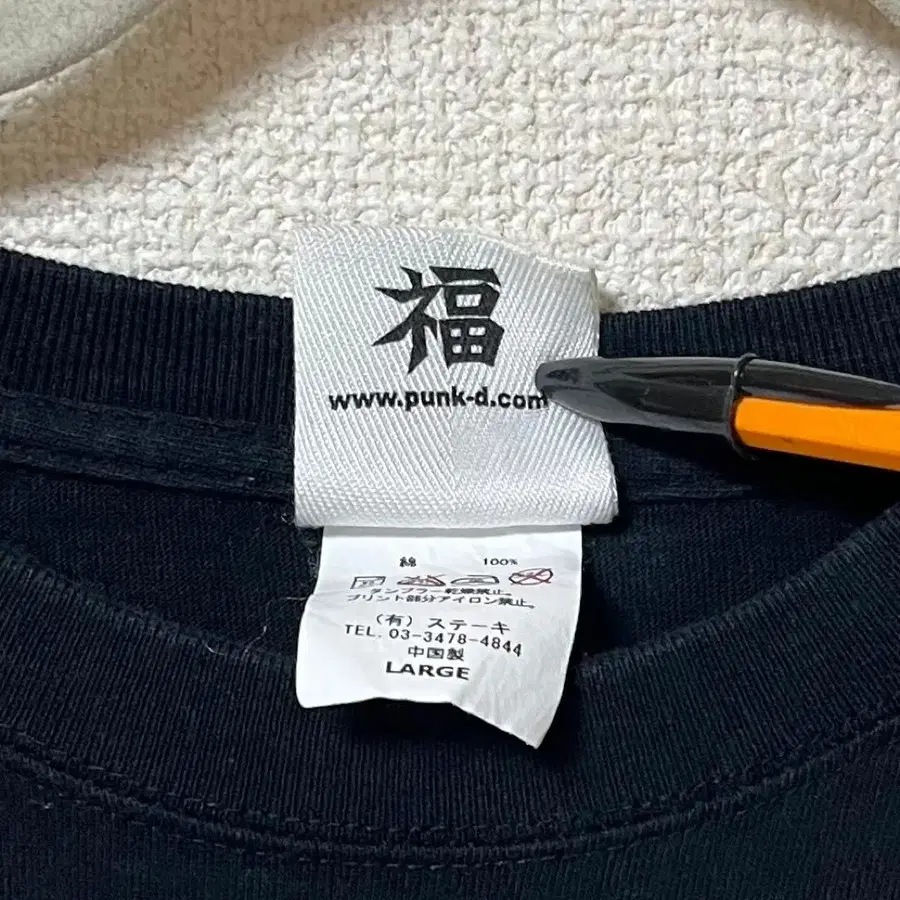 福
www.punk-d.com
綿 100%
タンブラー乾燥禁止。
プリント部分アイロン禁止。
(有) ステーキ
TEL. 03-3478-4844
中国製
LARGE